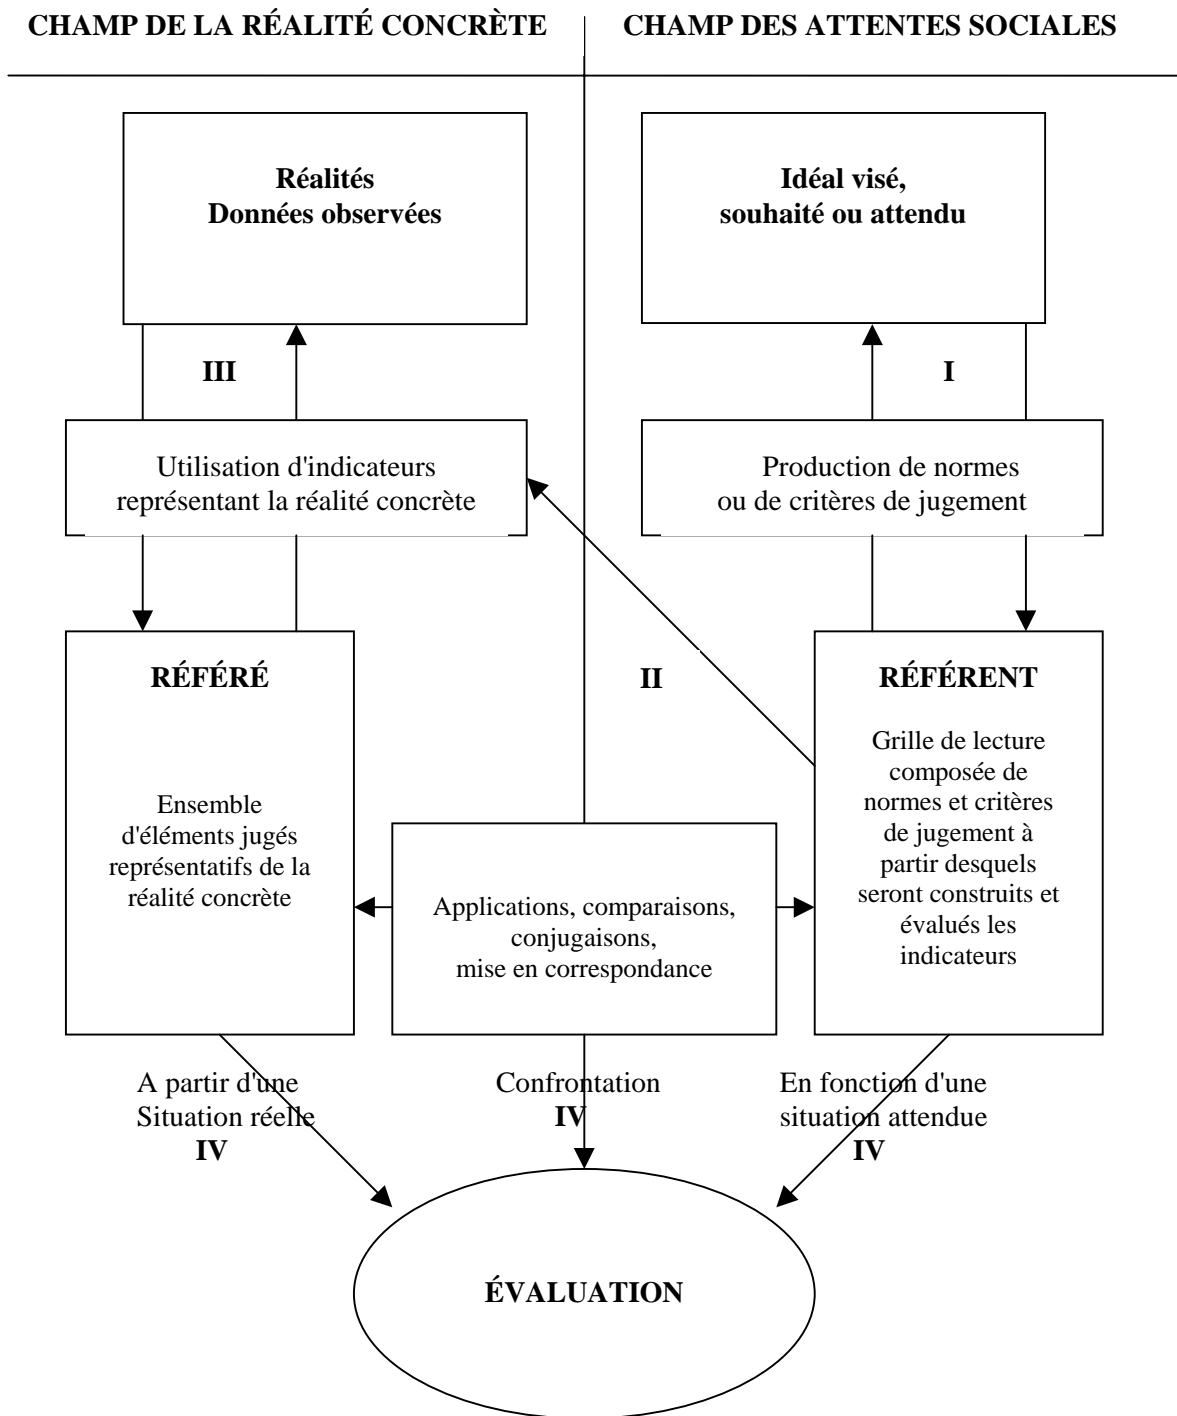 CHAMP DE LA RÉALITÉ CONCRÈTE
CHAMP DES ATTENTES SOCIALES
Réalités
Données observées
Idéal visé,
souhaité ou attendu
III
I
Utilisation d'indicateurs
représentant la réalité concrète
Production de normes
ou de critères de jugement
II
RÉFÉRÉ
Ensemble
d'éléments jugés
représentatifs de la
réalité concrète
RÉFÉRENT
Grille de lecture
composée de
normes et critères
de jugement à
partir desquels
seront construits et
évalués les
indicateurs
Applications, comparaisons,
conjugaisons,
mise en correspondance
A partir d'une
Situation réelle
IV
Confrontation
IV
En fonction d'une
situation attendue
IV
ÉVALUATION